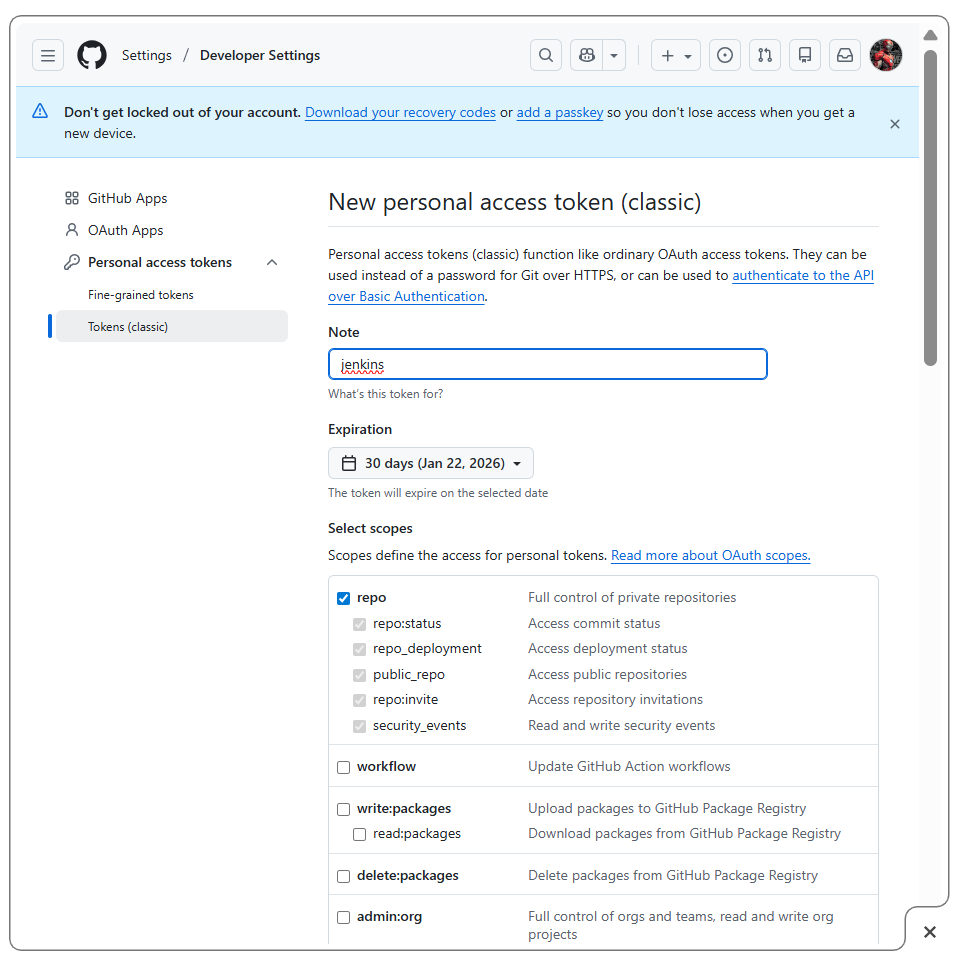 Settings / Developer Settings
Don't get locked out of your account. Download your recovery codes or add a passkey so you don't lose access when you get a
new device.
GitHub Apps
OAuth Apps
Personal access tokens
Fine-grained tokens
Tokens (classic)
New personal access token (classic)
Personal access tokens (classic) function like ordinary OAuth access tokens. They can be
used instead of a password for Git over HTTPS, or can be used to authenticate to the API
over Basic Authentication.
Note
jenkins
What's this token for?
Expiration
30 days (Jan 22, 2026)
The token will expire on the selected date
Select scopes
Scopes define the access for personal tokens. Read more about OAuth scopes.
repo Full control of private repositories
repo:status Access commit status
repo_deployment Access deployment status
public_repo Access public repositories
repo:invite Access repository invitations
security_events Read and write security events
workflow Update GitHub Action workflows
write:packages Upload packages to GitHub Package Registry
read:packages Download packages from GitHub Package Registry
delete:packages Delete packages from GitHub Package Registry
admin:org Full control of orgs and teams, read and write org
projects